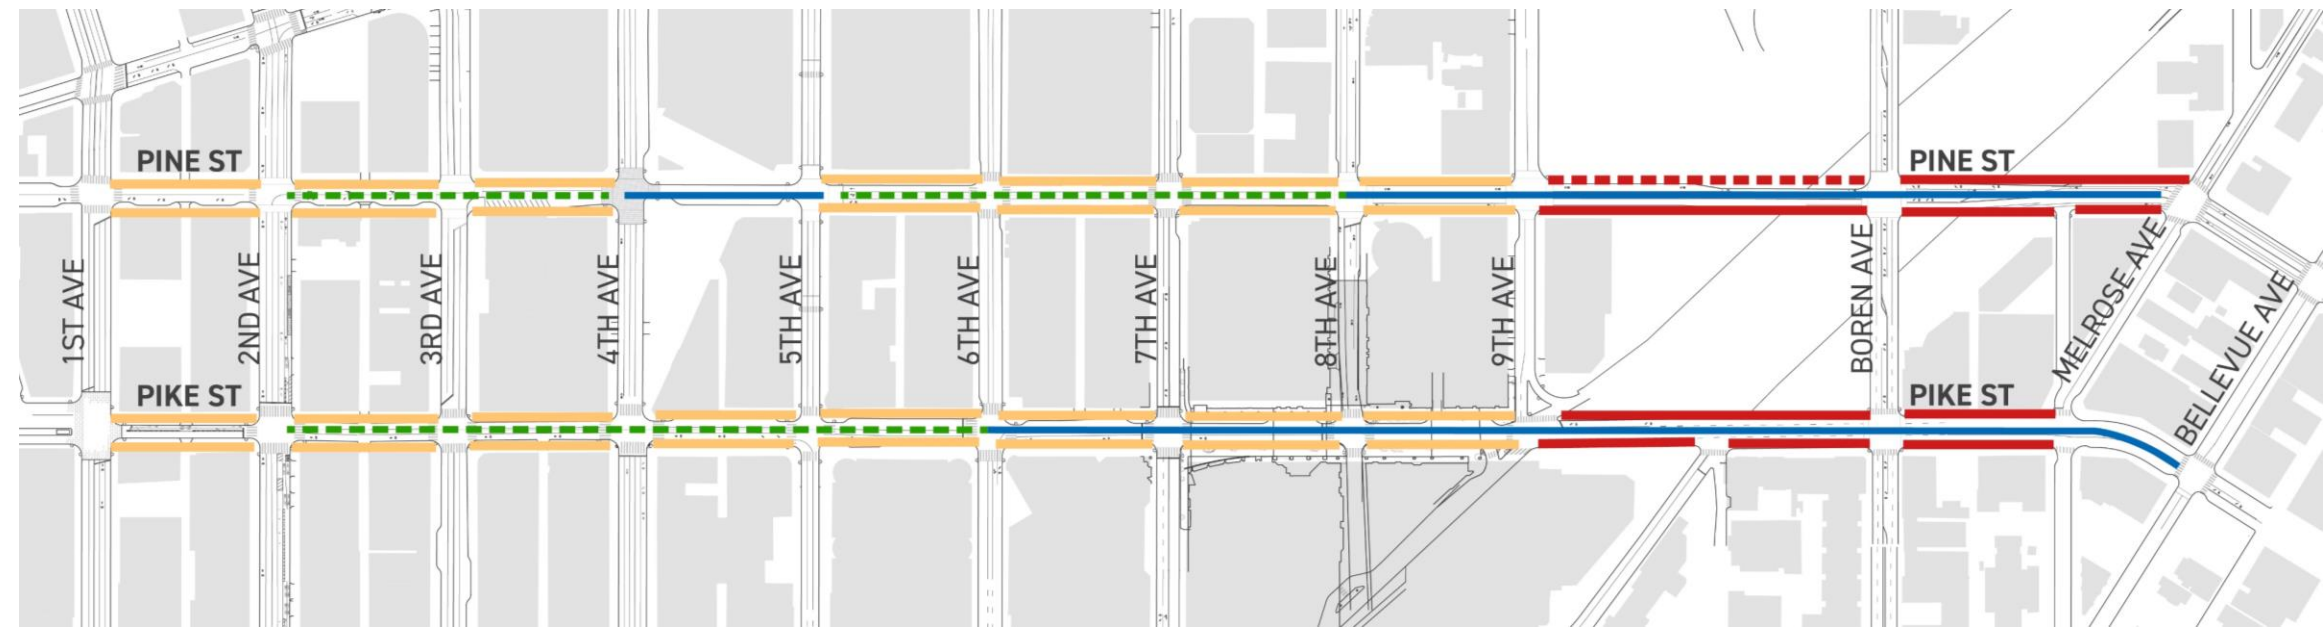 PINE ST
PINE ST
1ST AVE
2ND AVE
3RD AVE
4TH AVE
5TH AVE
6TH AVE
7TH AVE
8TH AVE
9TH AVE
BOREN AVE
MELROSE AVE
BELLEVUE AVE
PIKE ST
PIKE ST